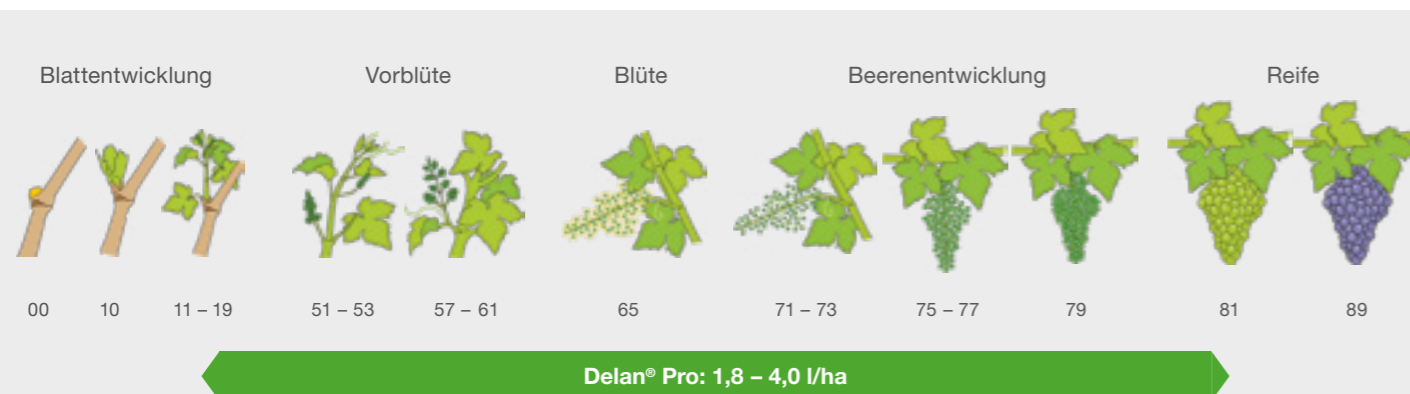 Blattentwicklung Vorblüte Blüte Beerenentwicklung Reife
00 10 11 – 19 51 – 53 57 – 61 65 71 – 73 75 – 77 79 81 89
Delan® Pro: 1,8 – 4,0 l/ha